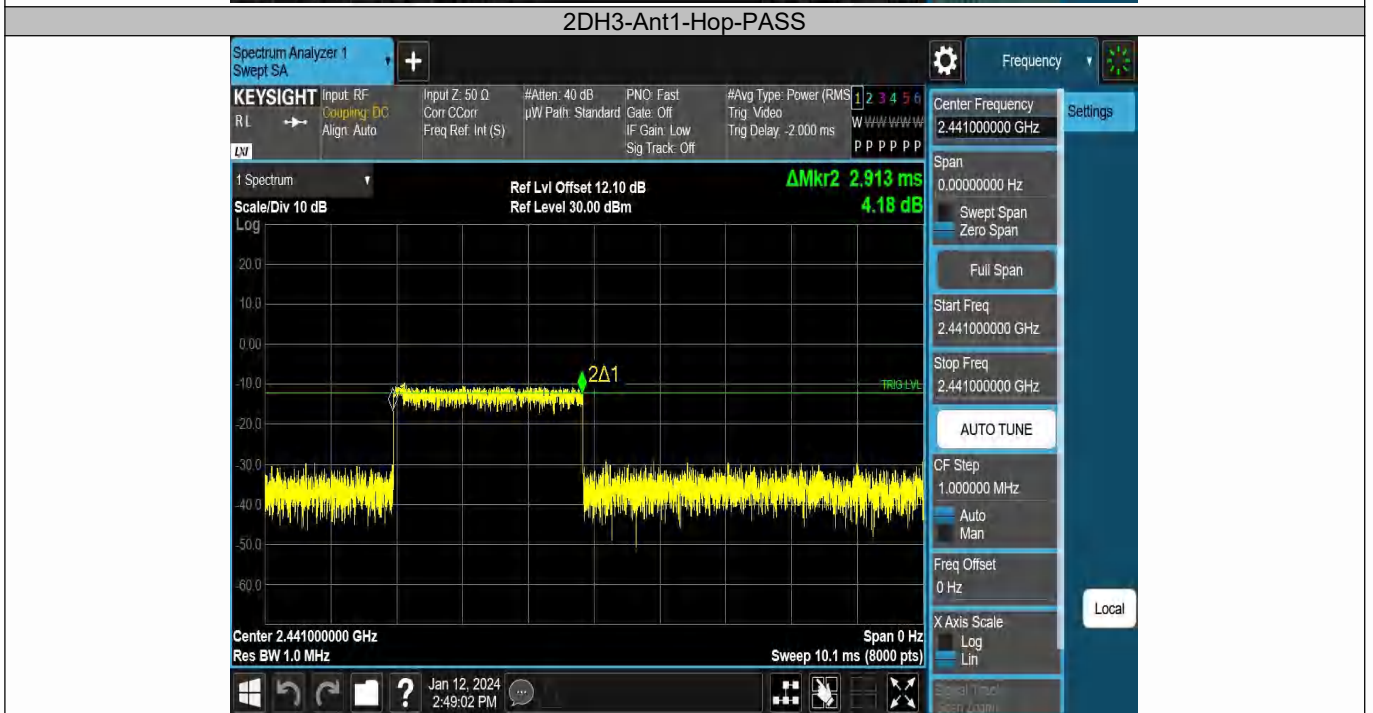 2DH3-Ant1-Hop-PASS
Spectrum Analyzer 1
Swept SA
+
Frequency
KEYSIGHT
RL
LXI
Input: RF
Coupling: DC
Align: Auto
Input Z: 50 Ω
Corr CCorr
Freq Ref: Int (S)
#Atten: 40 dB
µW Path: Standard
PNO: Fast
Gate: Off
IF Gain: Low
Sig Track: Off
#Avg Type: Power (RMS
Trig: Video
Trig Delay: -2.000 ms
1 2 3 4 5 6
W W W W W W
P P P P P P
Center Frequency
2.441000000 GHz
Settings
1 Spectrum
Scale/Div 10 dB
Log
Ref Lvl Offset 12.10 dB
Ref Level 30.00 dBm
ΔMkr2 2.913 ms
4.18 dB
Span
0.00000000 Hz
Swept Span
Zero Span
Full Span
Start Freq
2.441000000 GHz
Stop Freq
2.441000000 GHz
AUTO TUNE
CF Step
1.000000 MHz
Auto
Man
Freq Offset
0 Hz
X Axis Scale
Log
Lin
Local
20.0
10.0
0.00
-10.0
-20.0
-30.0
-40.0
-50.0
-60.0
2Δ1
TRIG LVL
Center 2.441000000 GHz
Res BW 1.0 MHz
Span 0 Hz
Sweep 10.1 ms (8000 pts)
?
Jan 12, 2024
2:49:02 PM
Signal Track